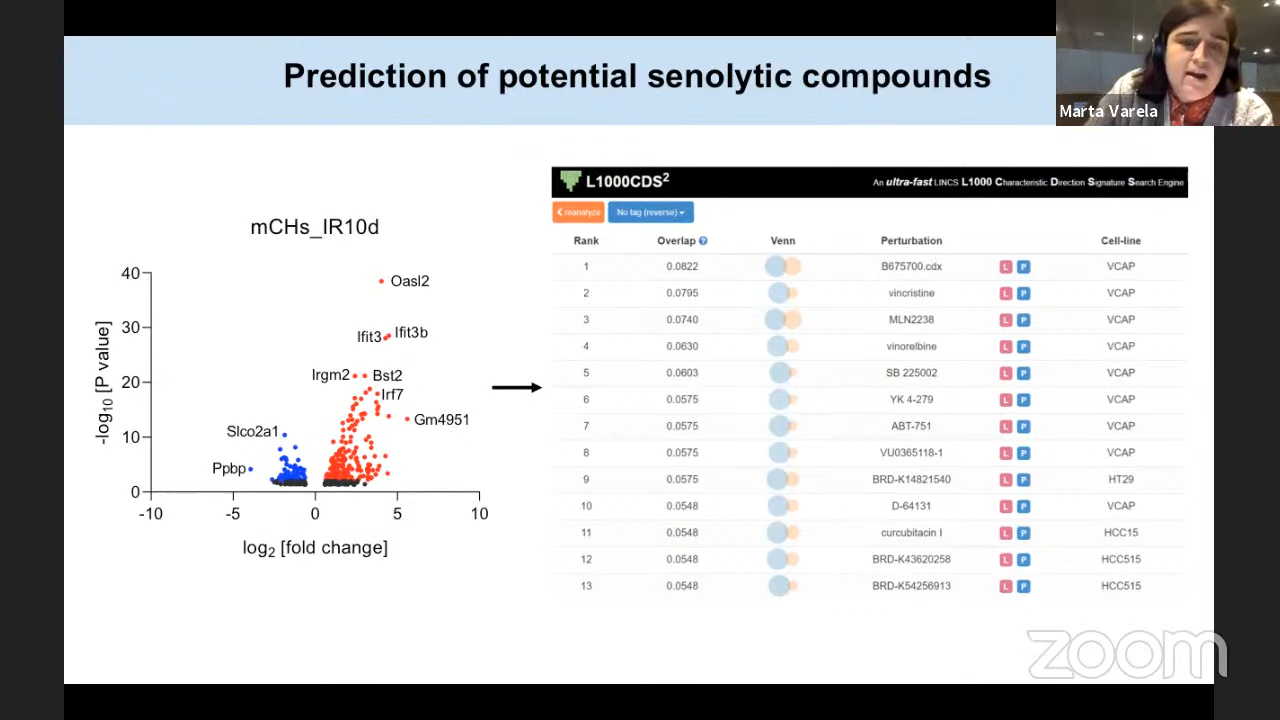 Prediction of potential senolytic compounds
Marta Varela
mCHs_IR10d
40
30
20
10
0
-log10 [P value]
-10
-5
0
5
10
log2 [fold change]
Oasl2
Ifit3
Ifit3b
Irgm2
Bst2
Irf7
Gm4951
Slco2a1
Ppbp
L1000CDS²
An ultra-fast LINCS L1000 Characteristic Direction Signature Search Engine
reanalyze No tag (reverse)
Rank Overlap ? Venn Perturbation Cell-line
1 0.0822 B675700.cdx L P VCAP
2 0.0795 vincristine L P VCAP
3 0.0740 MLN2238 L P VCAP
4 0.0630 vinorelbine L P VCAP
5 0.0603 SB 225002 L P VCAP
6 0.0575 YK 4-279 L P VCAP
7 0.0575 ABT-751 L P VCAP
8 0.0575 VU0365118-1 L P VCAP
9 0.0575 BRD-K14821540 L P HT29
10 0.0548 D-64131 L P VCAP
11 0.0548 curcubitacin I L P HCC15
12 0.0548 BRD-K43620258 L P HCC515
13 0.0548 BRD-K54256913 L P HCC515
zoom